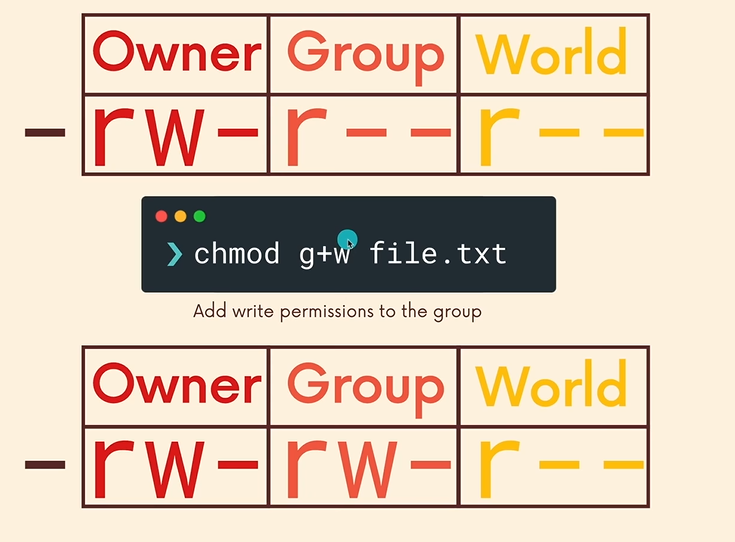 Owner Group World
- rw- r-- r--
❯ chmod g+w file.txt
Add write permissions to the group
Owner Group World
- rw- rw- r--